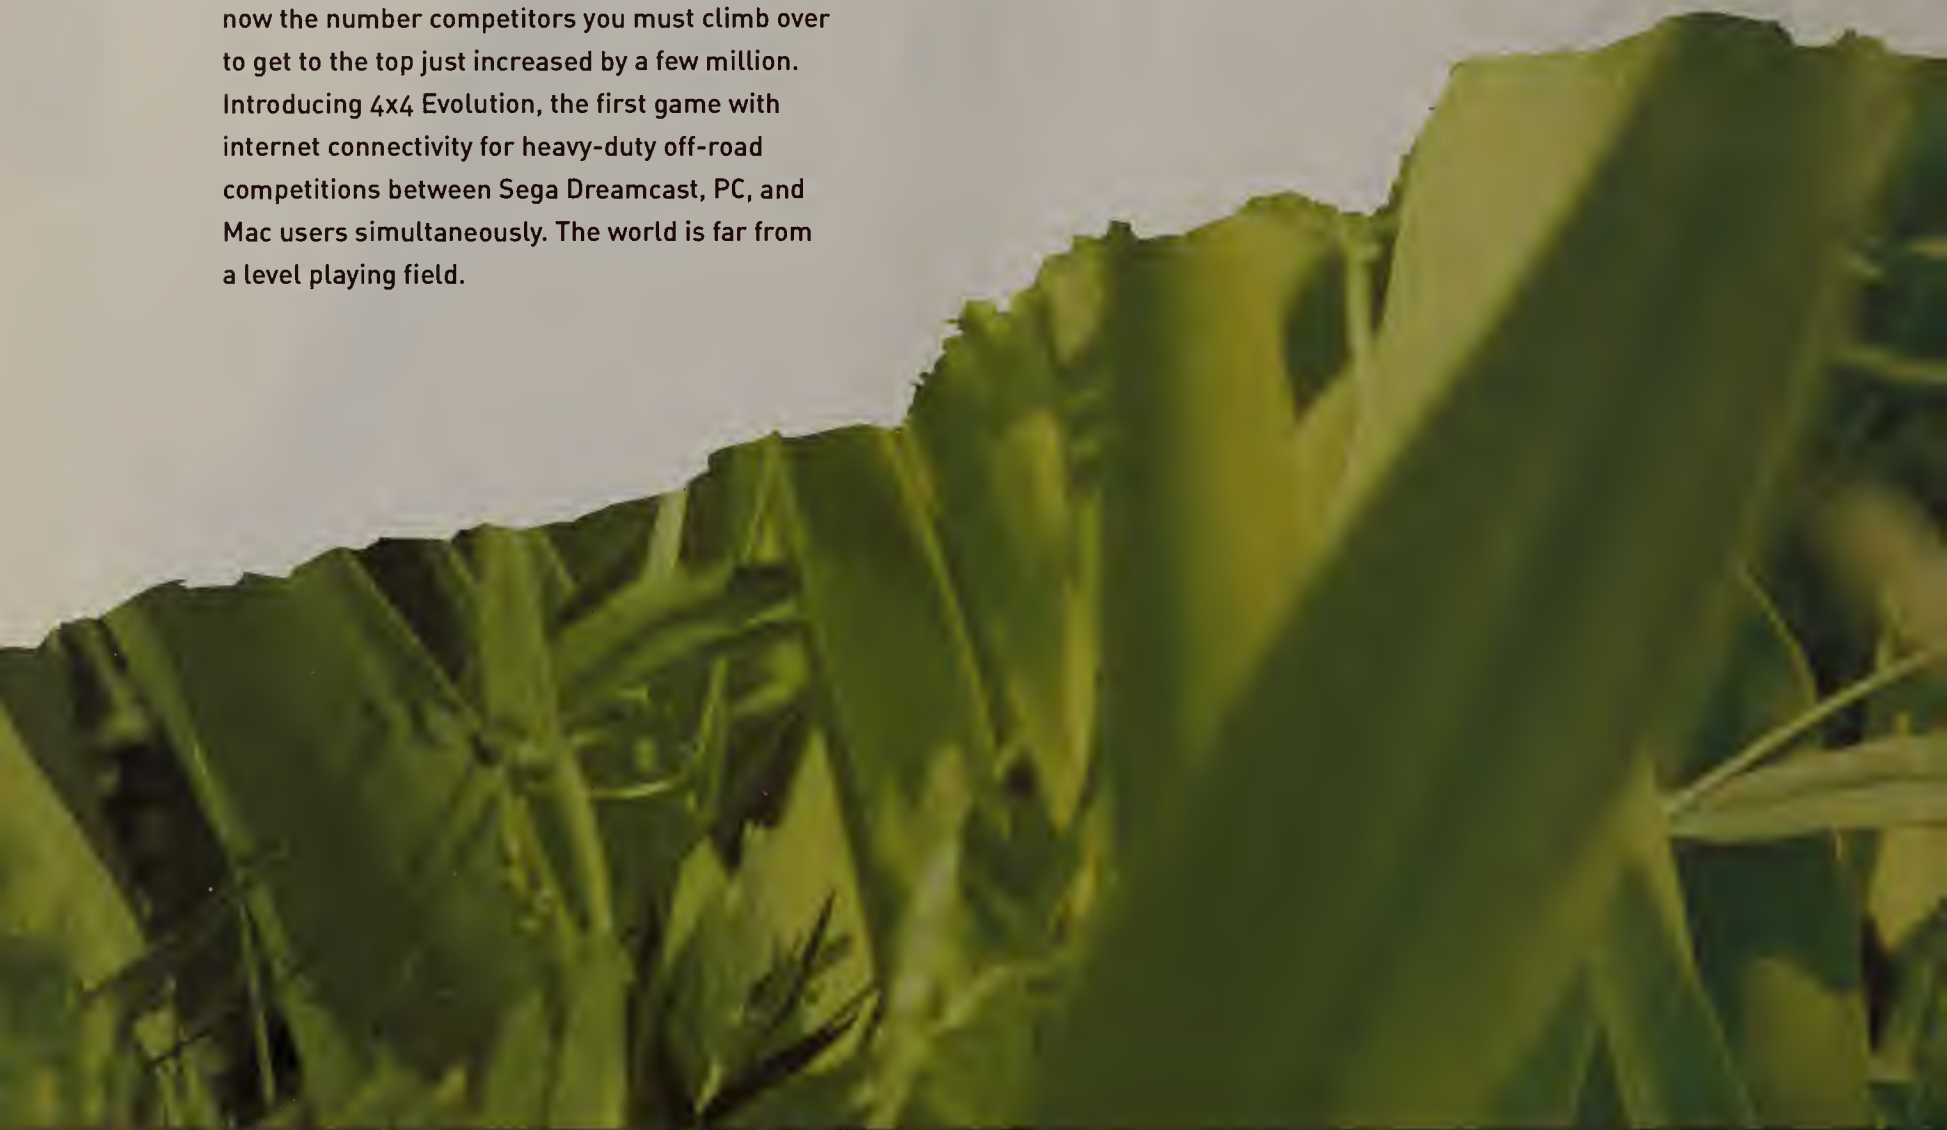 now the number competitors you must climb over
to get to the top just increased by a few million.
Introducing 4x4 Evolution, the first game with
internet connectivity for heavy-duty off-road
competitions between Sega Dreamcast, PC, and
Mac users simultaneously. The world is far from
a level playing field.